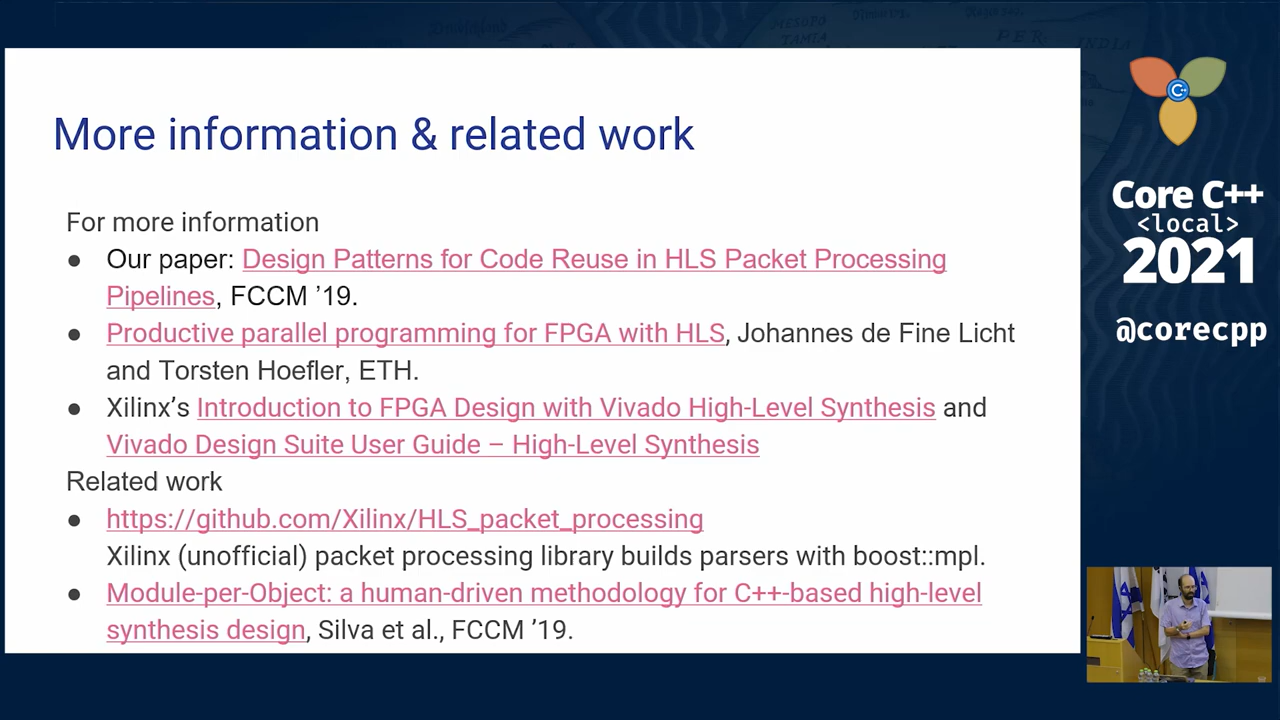 MESOPO
TAMIA
PER
INDIA
More information & related work
For more information
● Our paper: Design Patterns for Code Reuse in HLS Packet Processing
Pipelines, FCCM ’19.
● Productive parallel programming for FPGA with HLS, Johannes de Fine Licht
and Torsten Hoefler, ETH.
● Xilinx’s Introduction to FPGA Design with Vivado High-Level Synthesis and
Vivado Design Suite User Guide – High-Level Synthesis
Related work
● https://github.com/Xilinx/HLS_packet_processing
Xilinx (unofficial) packet processing library builds parsers with boost::mpl.
● Module-per-Object: a human-driven methodology for C++-based high-level
synthesis design, Silva et al., FCCM ’19.
C++
Core C++
<local>
2021
@corecpp